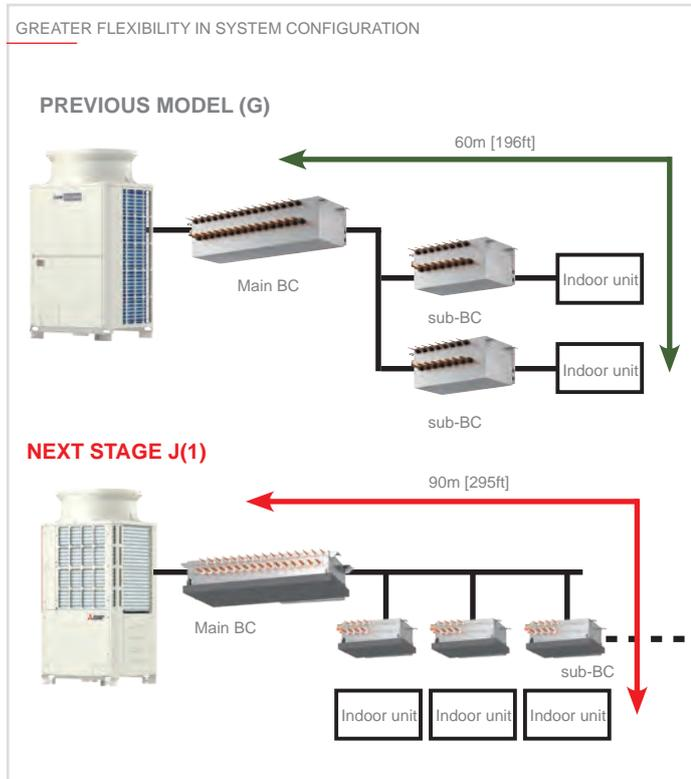 GREATER FLEXIBILITY IN SYSTEM CONFIGURATION
PREVIOUS MODEL (G)
60m [196ft]
Main BC
Indoor unit
sub-BC
Indoor unit
sub-BC
NEXT STAGE J(1)
90m [295ft]
Main BC
sub-BC
Indoor unit
Indoor unit
Indoor unit